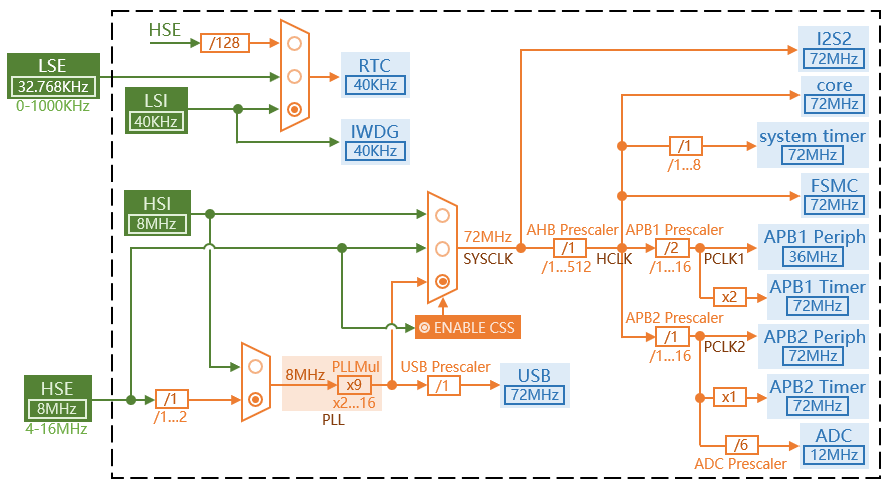 HSE
/128
LSE
32.768KHz
0-1000KHz
RTC
40KHz
LSI
40KHz
IWDG
40KHz
I2S2
72MHz
core
72MHz
/1
/1...8
system timer
72MHz
FSMC
72MHz
HSI
8MHz
72MHz
SYSCLK
AHB Prescaler
/1
/1...512
HCLK
APB1 Prescaler
/2
/1...16
PCLK1
APB1 Periph
36MHz
x2
APB1 Timer
72MHz
ENABLE CSS
APB2 Prescaler
/1
/1...16
PCLK2
APB2 Periph
72MHz
x1
APB2 Timer
72MHz
/6
ADC Prescaler
ADC
12MHz
HSE
8MHz
4-16MHz
/1
/1...2
8MHz
PLLMul
x9
x2...16
PLL
USB Prescaler
/1
USB
72MHz